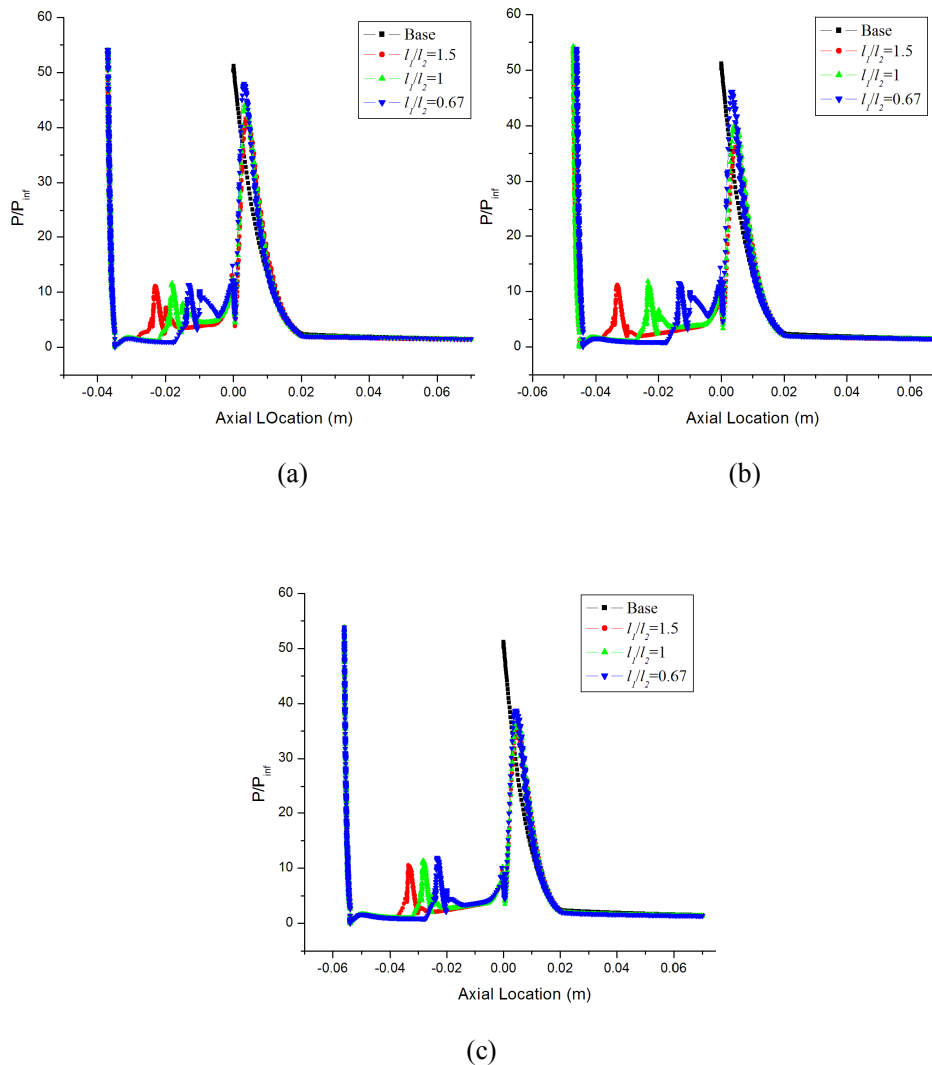 60
50
40
30
20
10
0
P/Pinf
-0.04
-0.02
0.00
0.02
0.04
0.06
Axial LOcation (m)
Base
l1/l2=1.5
l1/l2=1
l1/l2=0.67
(a)
60
50
40
30
20
10
0
P/Pinf
-0.06
-0.04
-0.02
0.00
0.02
0.04
0.06
Axial Location (m)
Base
l1/l2=1.5
l1/l2=1
l1/l2=0.67
(b)
60
50
40
30
20
10
0
P/Pinf
-0.06
-0.04
-0.02
0.00
0.02
0.04
0.06
Axial Location (m)
Base
l1/l2=1.5
l1/l2=1
l1/l2=0.67
(c)